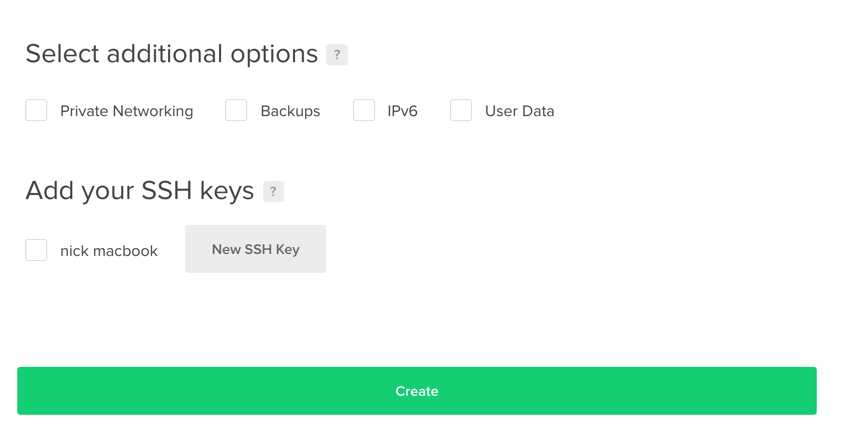 Select additional options ?
Private Networking Backups IPv6 User Data
Add your SSH keys ?
nick macbook New SSH Key
Create